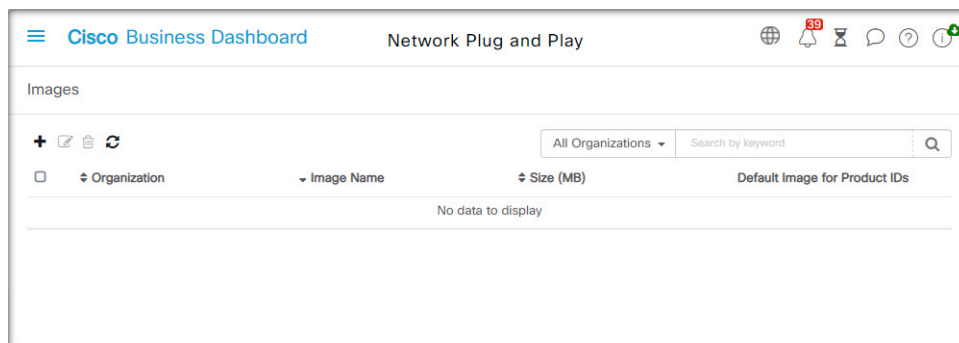 Cisco Business Dashboard
Network Plug and Play
39
Images
All Organizations
Search by keyword
Organization
Image Name
Size (MB)
Default Image for Product IDs
No data to display